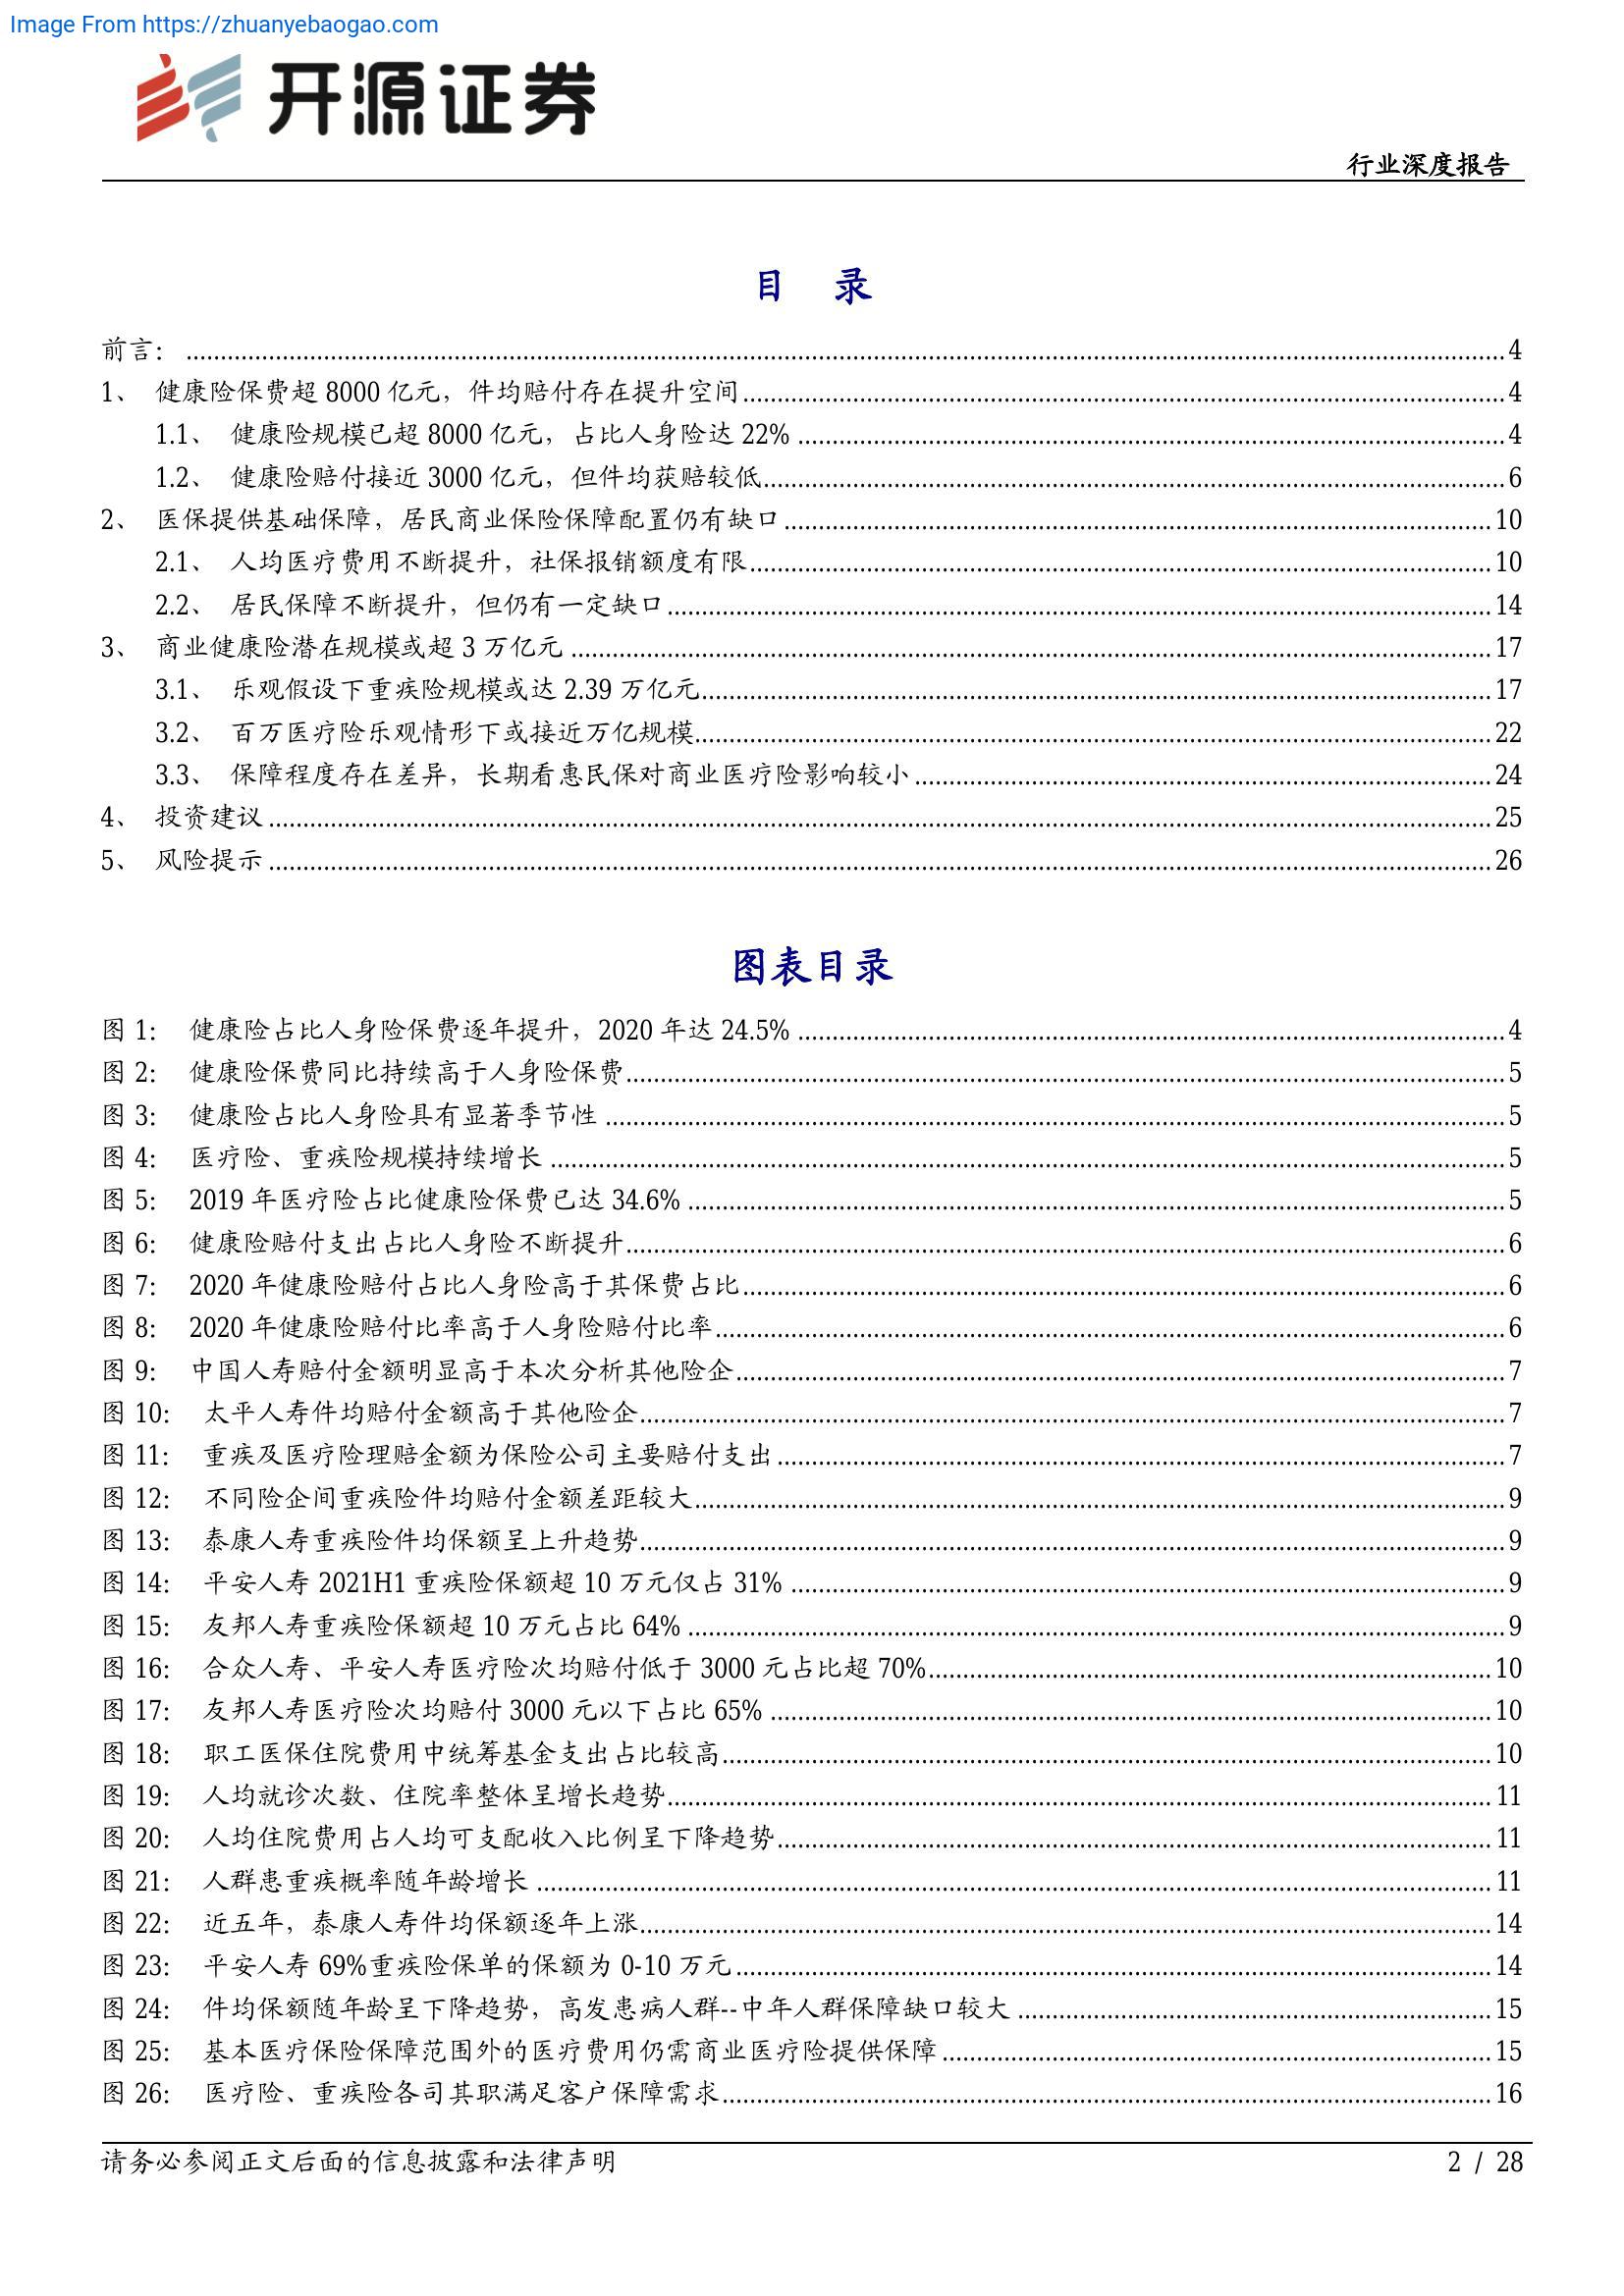 Image From https://zhuanyebaogao.com
开源证券
行业深度报告
目 录
前言： 4
1、 健康险保费超 8000 亿元，件均赔付存在提升空间 4
1.1、 健康险规模已超 8000 亿元，占比人身险达 22% 4
1.2、 健康险赔付接近 3000 亿元，但件均获赔较低 6
2、 医保提供基础保障，居民商业保险保障配置仍有缺口 10
2.1、 人均医疗费用不断提升，社保报销额度有限 10
2.2、 居民保障不断提升，但仍有一定缺口 14
3、 商业健康险潜在规模或超 3 万亿元 17
3.1、 乐观假设下重疾险规模或达 2.39 万亿元 17
3.2、 百万医疗险乐观情形下或接近万亿规模 22
3.3、 保障程度存在差异，长期看惠民保对商业医疗险影响较小 24
4、 投资建议 25
5、 风险提示 26
图表目录
图 1： 健康险占比人身险保费逐年提升，2020 年达 24.5% 4
图 2： 健康险保费同比持续高于人身险保费 5
图 3： 健康险占比人身险具有显著季节性 5
图 4： 医疗险、重疾险规模持续增长 5
图 5： 2019 年医疗险占比健康险保费已达 34.6% 5
图 6： 健康险赔付支出占比人身险不断提升 6
图 7： 2020 年健康险赔付占比人身险高于其保费占比 6
图 8： 2020 年健康险赔付比率高于人身险赔付比率 6
图 9： 中国人寿赔付金额明显高于本次分析其他险企 7
图 10： 太平人寿件均赔付金额高于其他险企 7
图 11： 重疾及医疗险理赔金额为保险公司主要赔付支出 7
图 12： 不同险企间重疾险件均赔付金额差距较大 9
图 13： 泰康人寿重疾险件均保额呈上升趋势 9
图 14： 平安人寿 2021H1 重疾险保额超 10 万元仅占 31% 9
图 15： 友邦人寿重疾险保额超 10 万元占比 64% 9
图 16： 合众人寿、平安人寿医疗险次均赔付低于 3000 元占比超 70% 10
图 17： 友邦人寿医疗险次均赔付 3000 元以下占比 65% 10
图 18： 职工医保住院费用中统筹基金支出占比较高 10
图 19： 人均就诊次数、住院率整体呈增长趋势 11
图 20： 人均住院费用占人均可支配收入比例呈下降趋势 11
图 21： 人群患重疾概率随年龄增长 11
图 22： 近五年，泰康人寿件均保额逐年上涨 14
图 23： 平安人寿 69%重疾险保单的保额为 0-10 万元 14
图 24： 件均保额随年龄呈下降趋势，高发患病人群--中年人群保障缺口较大 15
图 25： 基本医疗保险保障范围外的医疗费用仍需商业医疗险提供保障 15
图 26： 医疗险、重疾险各司其职满足客户保障需求 16
请务必参阅正文后面的信息披露和法律声明 2 / 28